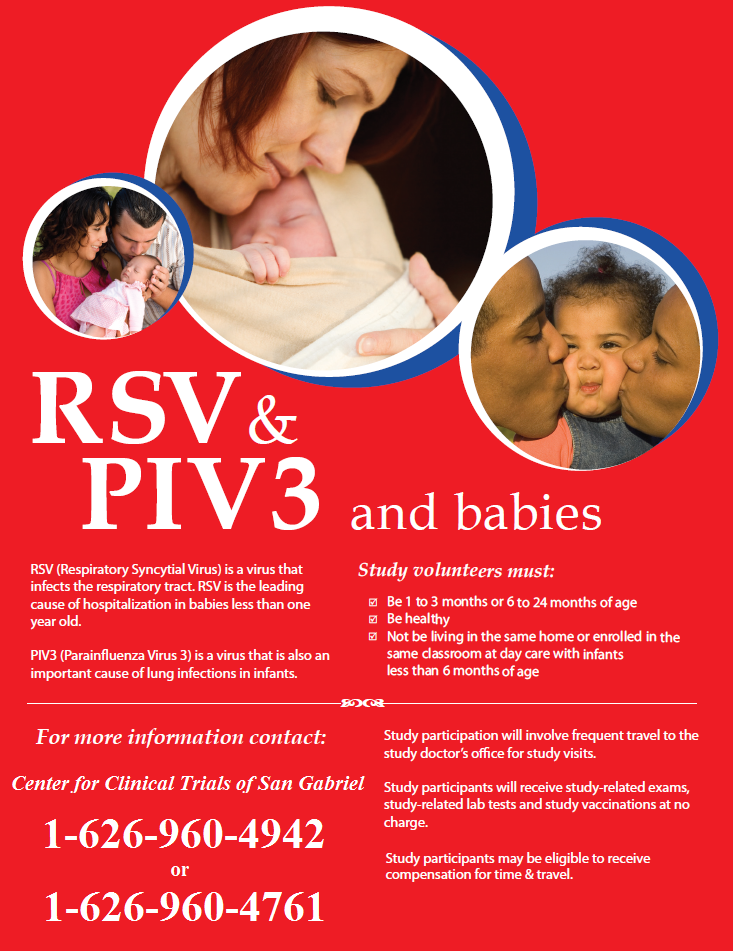 RSV &
PIV3 and babies
RSV (Respiratory Syncytial Virus) is a virus that
infects the respiratory tract. RSV is the leading
cause of hospitalization in babies less than one
year old.
PIV3 (Parainfluenza Virus 3) is a virus that is also an
important cause of lung infections in infants.
Study volunteers must:
Be 1 to 3 months or 6 to 24 months of age
Be healthy
Not be living in the same home or enrolled in the
same classroom at day care with infants
less than 6 months of age
For more information contact:
Center for Clinical Trials of San Gabriel
1-626-960-4942
or
1-626-960-4761
Study participation will involve frequent travel to the
study doctor's office for study visits.
Study participants will receive study-related exams,
study-related lab tests and study vaccinations at no
charge.
Study participants may be eligible to receive
compensation for time & travel.